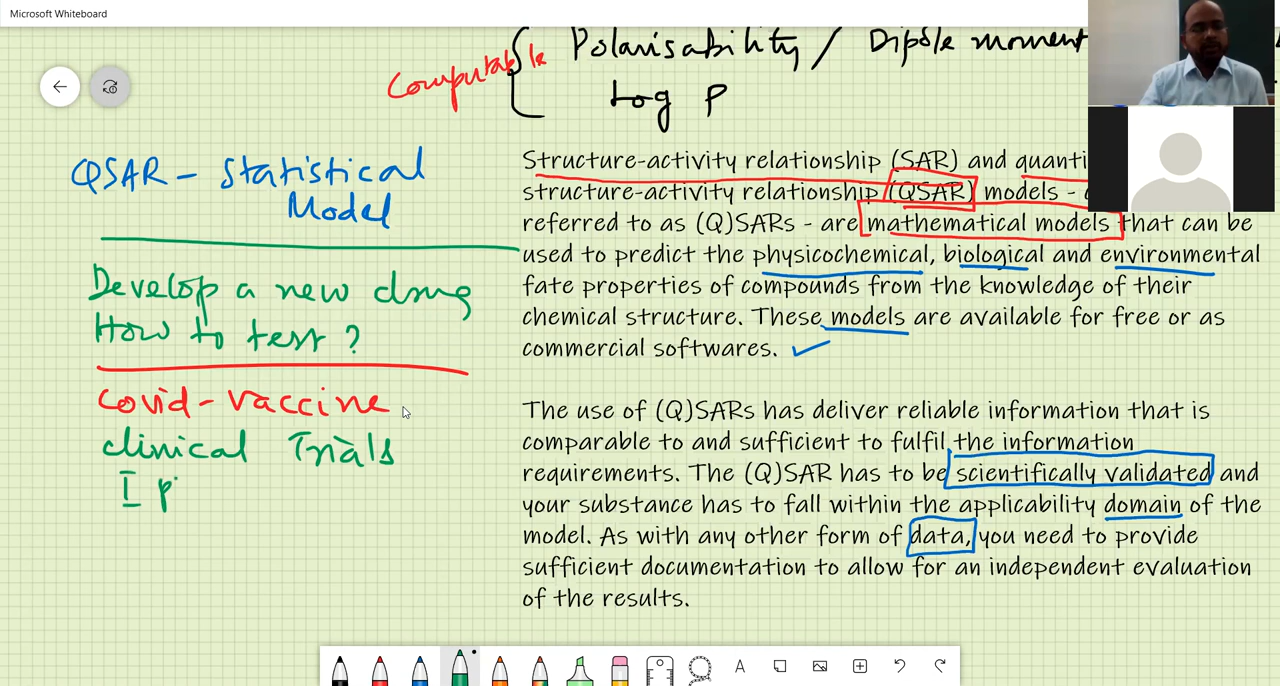 Microsoft Whiteboard
Polarisability / Dipole moment
Computable
Log P
QSAR - Statistical
Model
Develop a new drug
How to test ?
Covid - Vaccine
Clinical Trials
I p
Structure-activity relationship (SAR) and quanti
structure-activity relationship (QSAR) models -
referred to as (Q)SARs - are mathematical models that can be
used to predict the physicochemical, biological and environmental
fate properties of compounds from the knowledge of their
chemical structure. These models are available for free or as
commercial softwares.
The use of (Q)SARs has deliver reliable information that is
comparable to and sufficient to fulfil the information
requirements. The (Q)SAR has to be scientifically validated and
your substance has to fall within the applicability domain of the
model. As with any other form of data, you need to provide
sufficient documentation to allow for an independent evaluation
of the results.